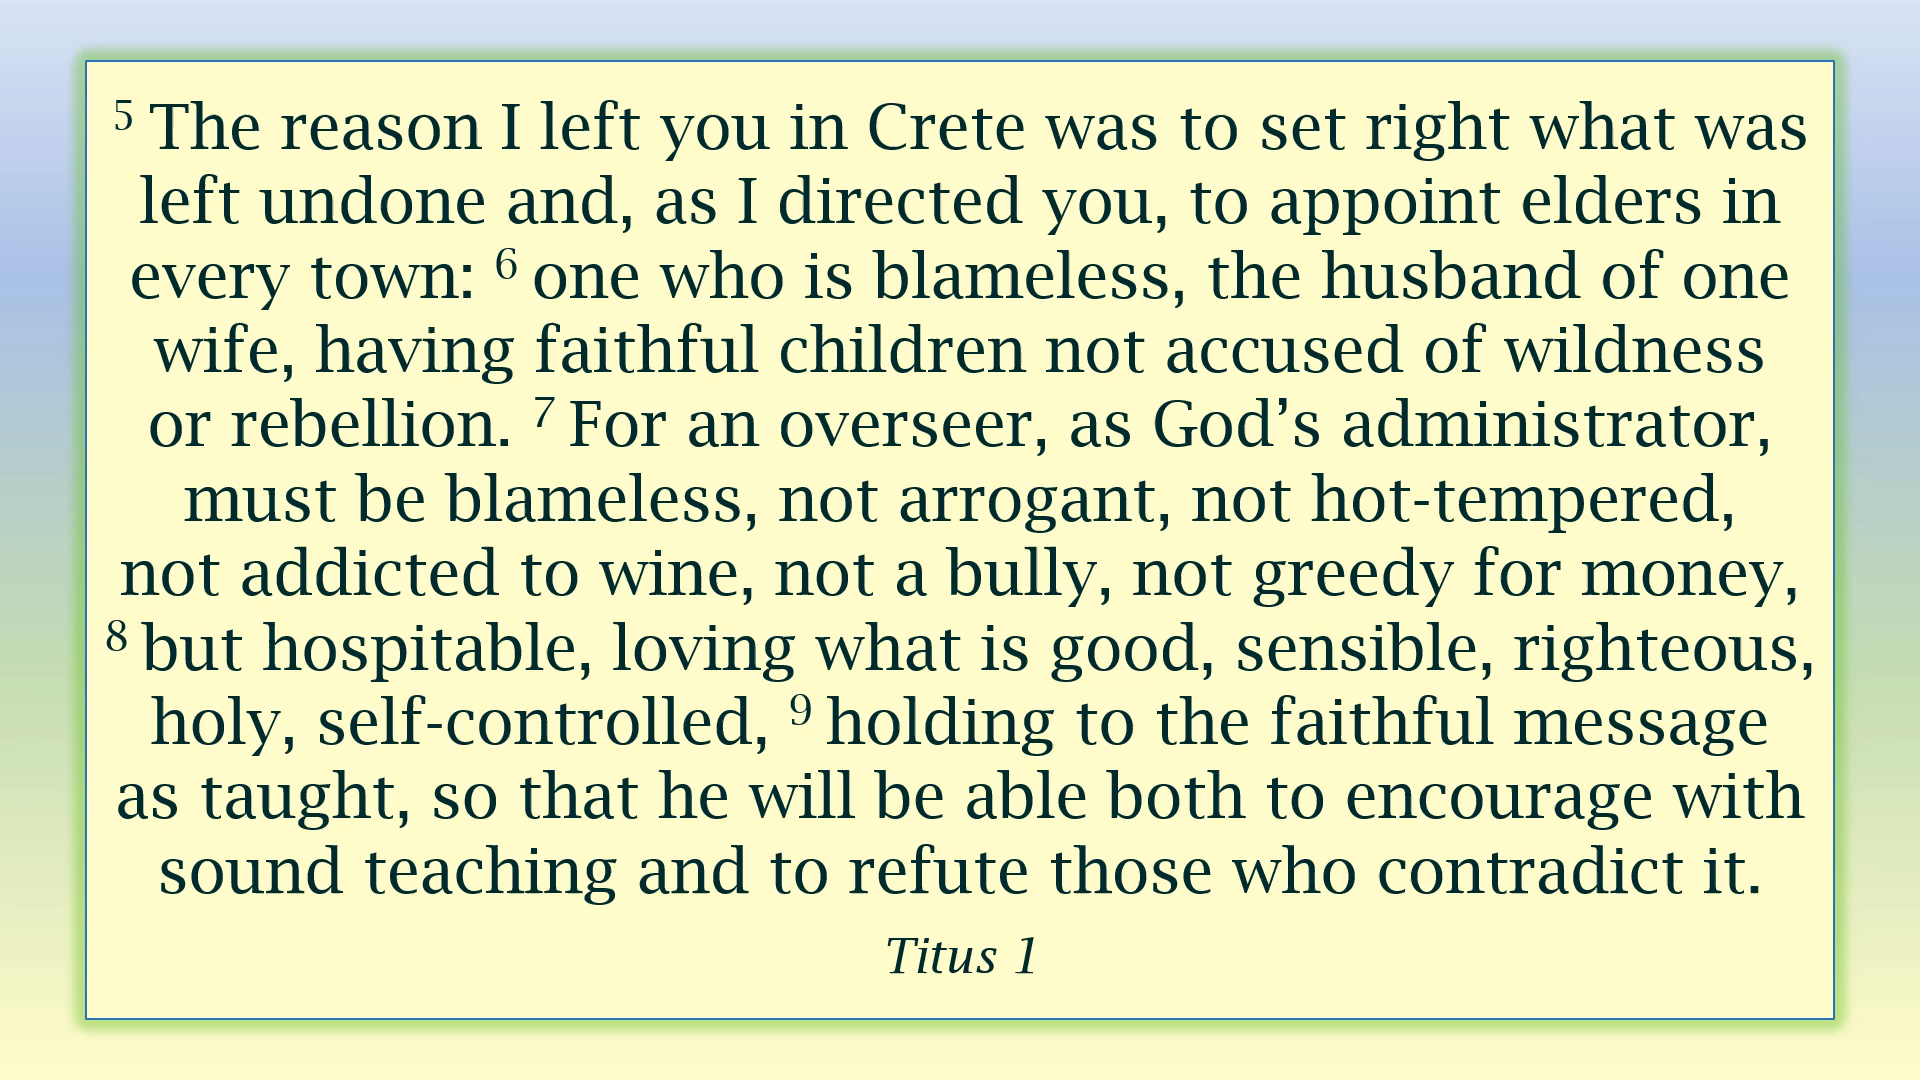 5 The reason I left you in Crete was to set right what was
left undone and, as I directed you, to appoint elders in
every town: 6 one who is blameless, the husband of one
wife, having faithful children not accused of wildness
or rebellion. 7 For an overseer, as God’s administrator,
must be blameless, not arrogant, not hot-tempered,
not addicted to wine, not a bully, not greedy for money,
8 but hospitable, loving what is good, sensible, righteous,
holy, self-controlled, 9 holding to the faithful message
as taught, so that he will be able both to encourage with
sound teaching and to refute those who contradict it.
Titus 1